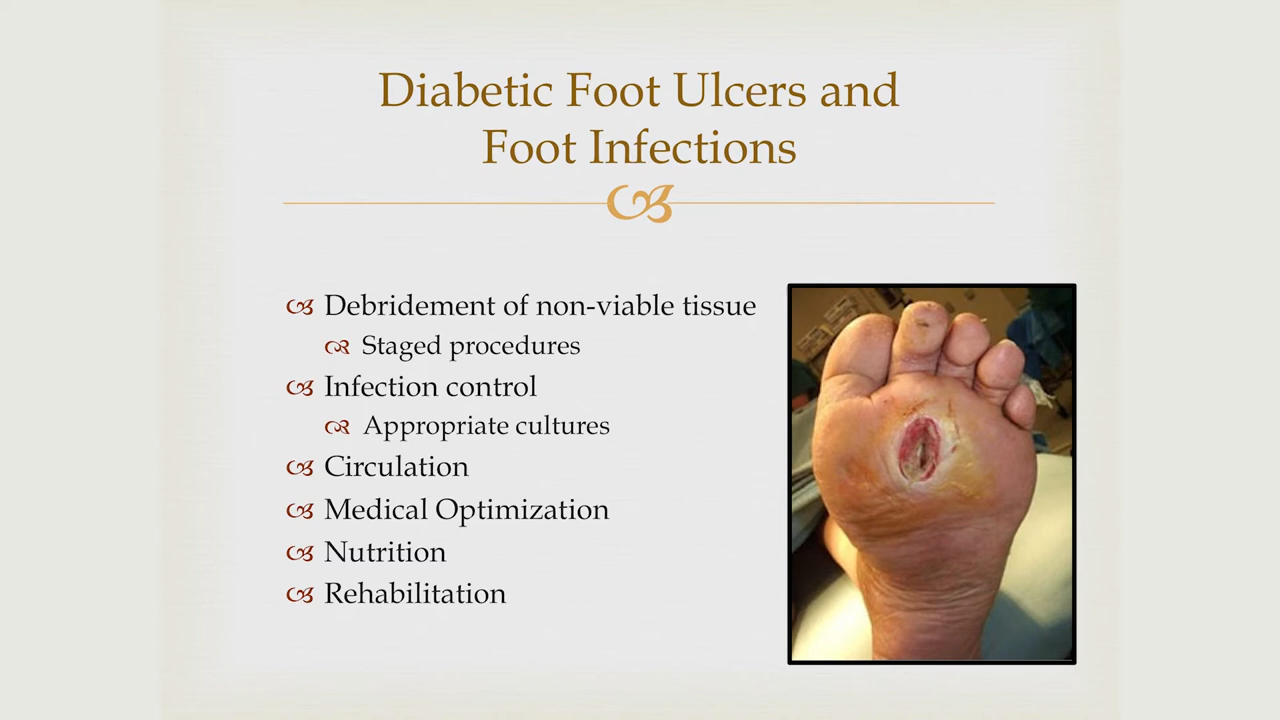 Diabetic Foot Ulcers and
Foot Infections
Debridement of non-viable tissue
Staged procedures
Infection control
Appropriate cultures
Circulation
Medical Optimization
Nutrition
Rehabilitation